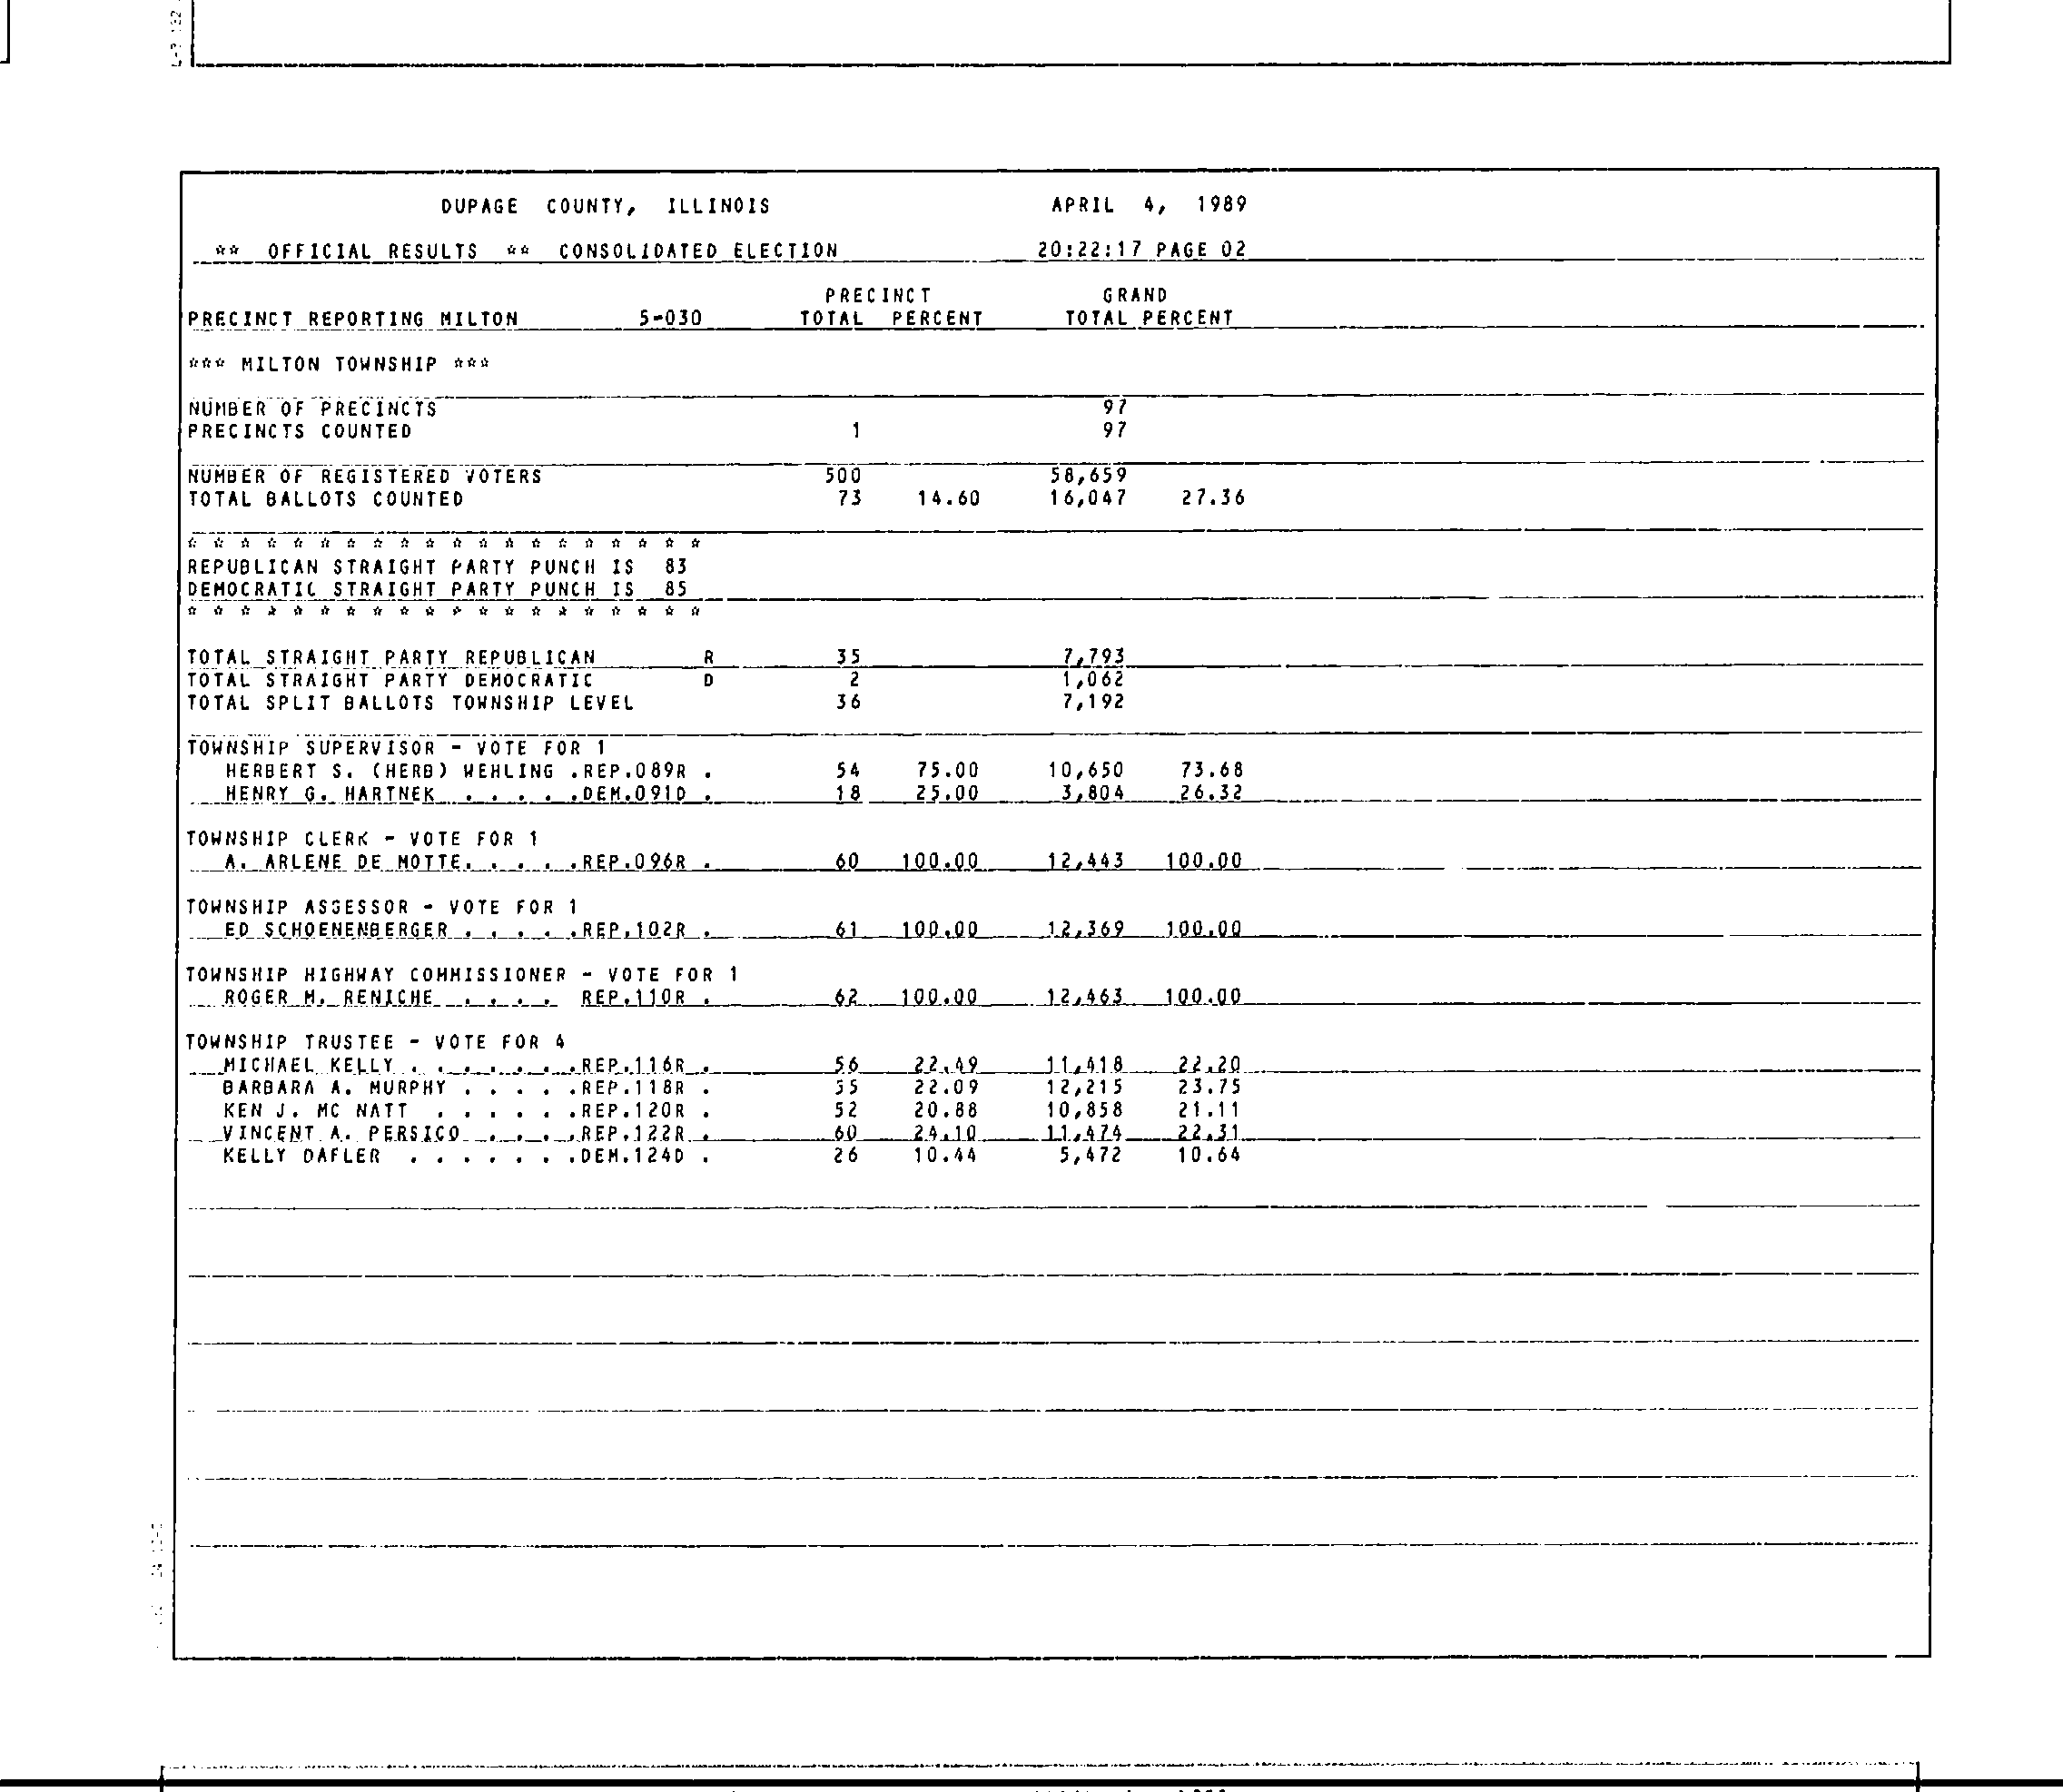 DUPAGE COUNTY, ILLINOIS APRIL 4, 1989
** OFFICIAL RESULTS ** CONSOLIDATED ELECTION 20:22:17 PAGE 02
PRECINCT GRAND
PRECINCT REPORTING MILTON 5-030 TOTAL PERCENT TOTAL PERCENT
*** MILTON TOWNSHIP ***
NUMBER OF PRECINCTS 97
PRECINCTS COUNTED 1 97
NUMBER OF REGISTERED VOTERS 500 58,659
TOTAL BALLOTS COUNTED 73 14.60 16,047 27.36
* * * * * * * * * * * * * * * * * * * *
REPUBLICAN STRAIGHT PARTY PUNCH IS 83
DEMOCRATIC STRAIGHT PARTY PUNCH IS 85
* * * * * * * * * * * * * * * * * * * *
TOTAL STRAIGHT PARTY REPUBLICAN R 35 7,793
TOTAL STRAIGHT PARTY DEMOCRATIC D 2 1,062
TOTAL SPLIT BALLOTS TOWNSHIP LEVEL 36 7,192
TOWNSHIP SUPERVISOR - VOTE FOR 1
HERBERT S. (HERB) WEHLING .REP.089R . 54 75.00 10,650 73.68
HENRY G. HARTNEK . . . . .DEM.091D . 18 25.00 3,804 26.32
TOWNSHIP CLERK - VOTE FOR 1
A. ARLENE DE MOTTE. . . . .REP.096R . 60 100.00 12,443 100.00
TOWNSHIP ASSESSOR - VOTE FOR 1
ED SCHOENENBERGER . . . . .REP.102R . 61 100.00 12,369 100.00
TOWNSHIP HIGHWAY COMMISSIONER - VOTE FOR 1
ROGER M. RENICHE . . . . REP.110R . 62 100.00 12,463 100.00
TOWNSHIP TRUSTEE - VOTE FOR 4
MICHAEL KELLY . . . . . . .REP.116R . 56 22.49 11,418 22.20
BARBARA A. MURPHY . . . . .REP.118R . 55 22.09 12,215 23.75
KEN J. MC NATT . . . . . .REP.120R . 52 20.88 10,858 21.11
VINCENT A. PERSICO . . . .REP.122R . 60 24.10 11,474 22.31
KELLY DAFLER . . . . . . .DEM.124D . 26 10.44 5,472 10.64